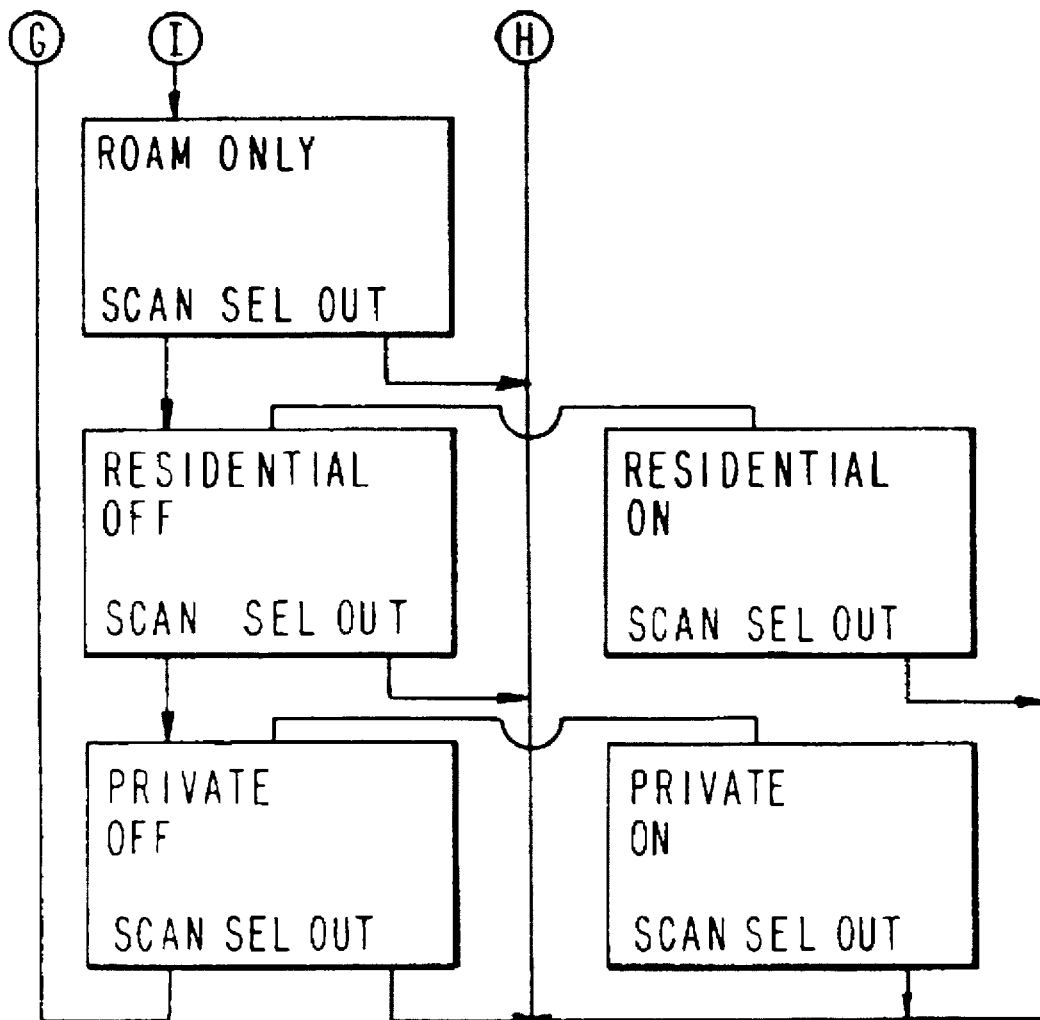 G I H
ROAM ONLY
SCAN SEL OUT
RESIDENTIAL
OFF
SCAN SEL OUT
RESIDENTIAL
ON
SCAN SEL OUT
PRIVATE
OFF
SCAN SEL OUT
PRIVATE
ON
SCAN SEL OUT